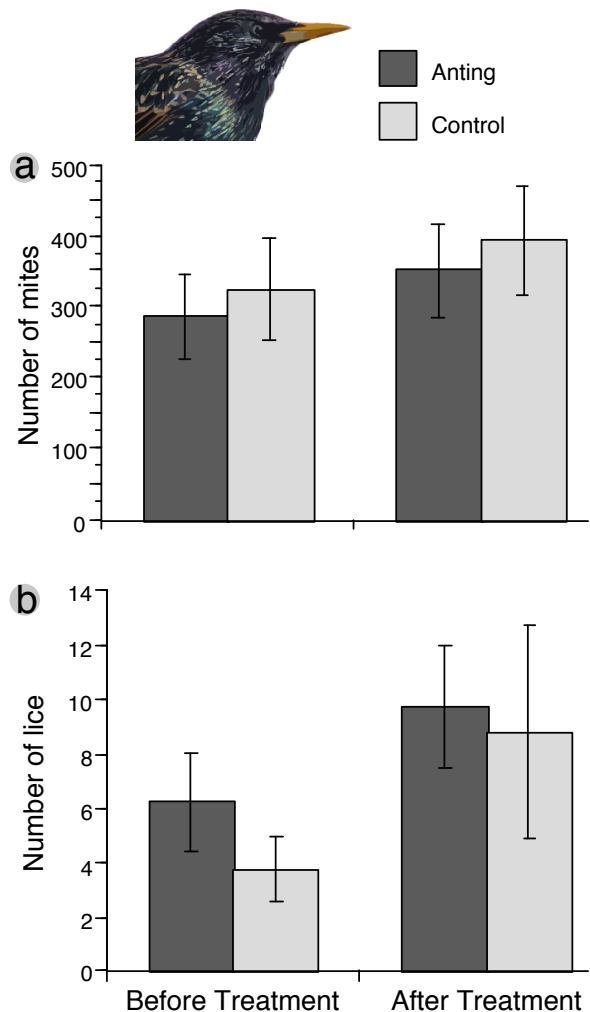 Anting
Control
a
Number of mites
500
400
300
200
100
0
b
Number of lice
14
12
10
8
6
4
2
0
Before Treatment
After Treatment